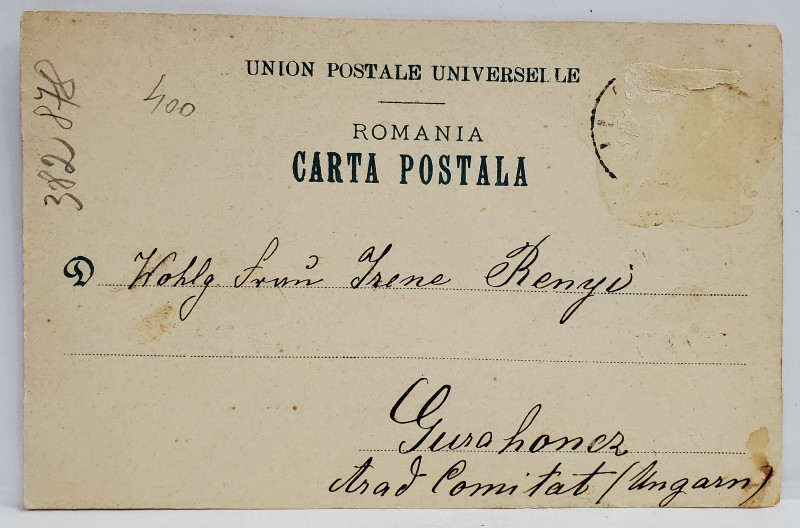 UNION POSTALE UNIVERSELLE
ROMANIA
CARTA POSTALA
400
382 878
D Wohlg Frau Irene Renyi
Gurahoncz
Arad Comitat (Ungarn)